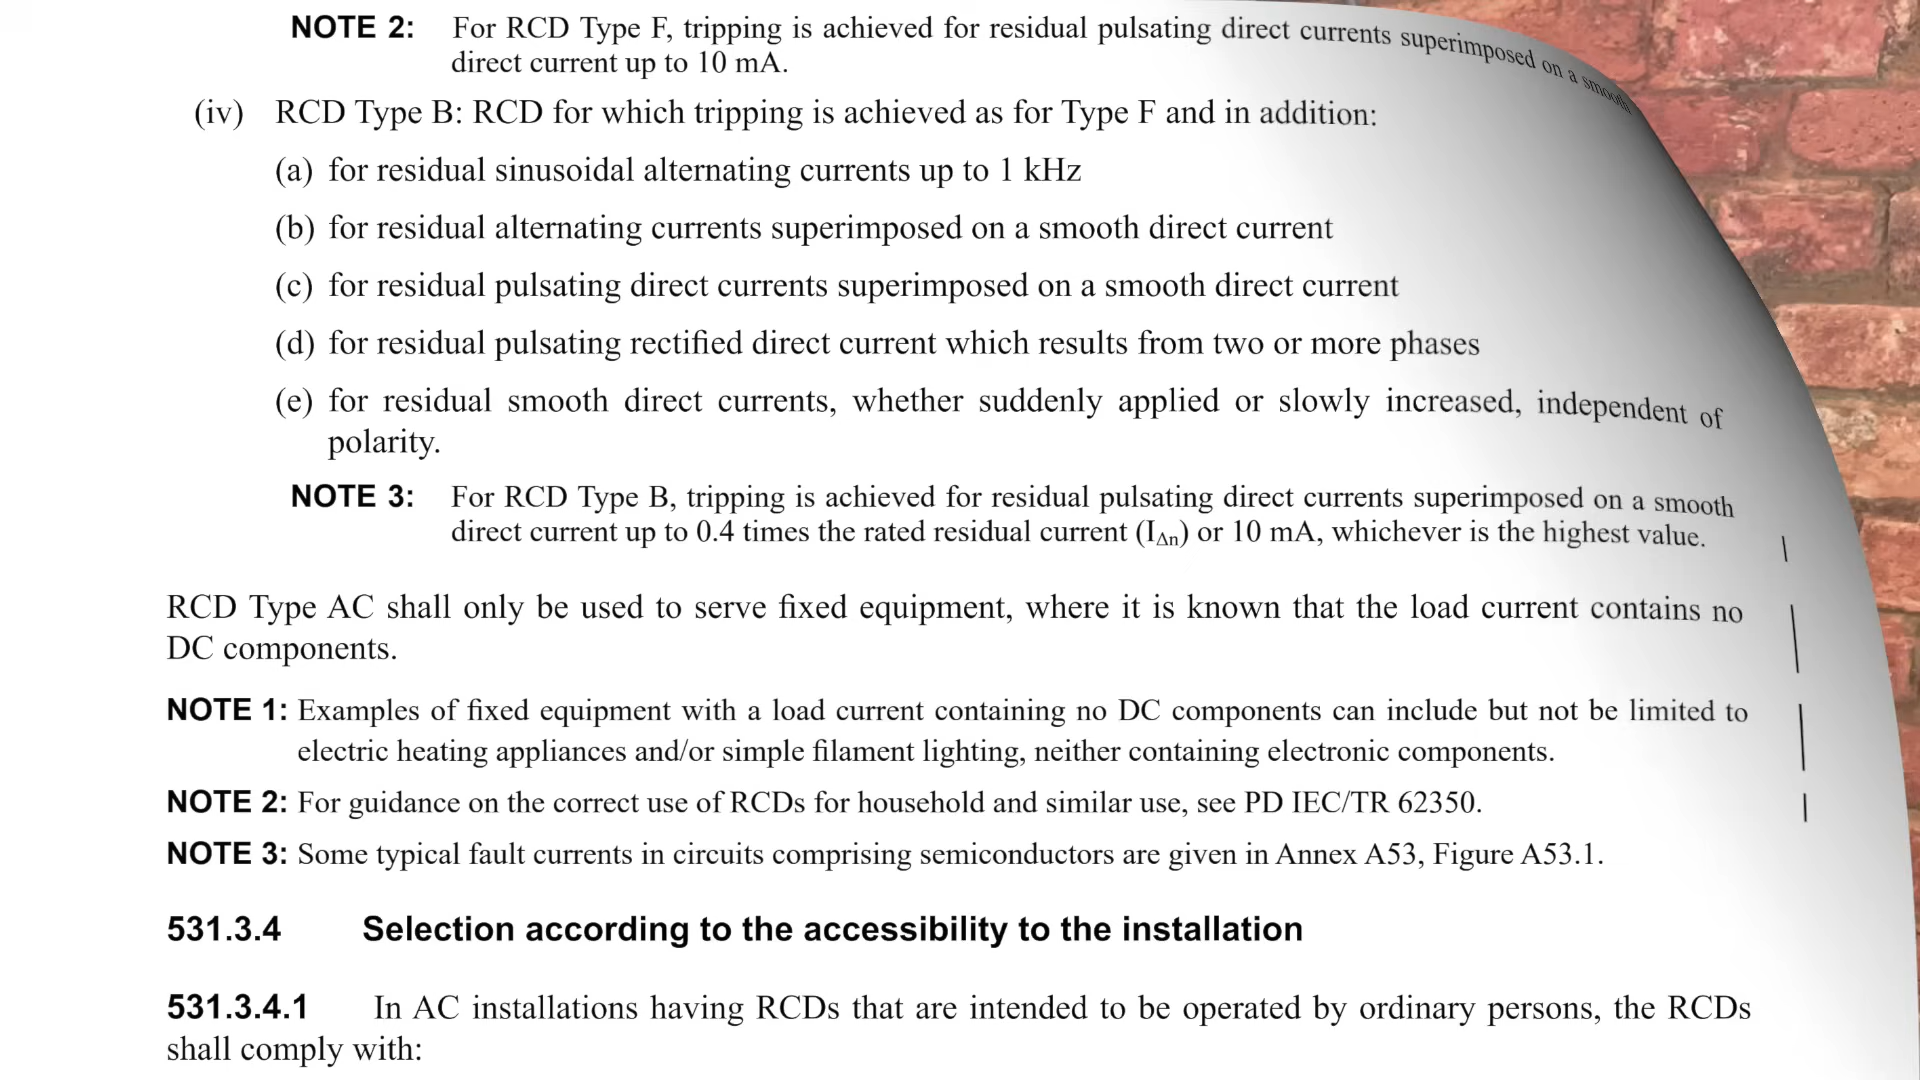 NOTE 2: For RCD Type F, tripping is achieved for residual pulsating direct currents superimposed on a smooth
direct current up to 10 mA.
(iv) RCD Type B: RCD for which tripping is achieved as for Type F and in addition:
(a) for residual sinusoidal alternating currents up to 1 kHz
(b) for residual alternating currents superimposed on a smooth direct current
(c) for residual pulsating direct currents superimposed on a smooth direct current
(d) for residual pulsating rectified direct current which results from two or more phases
(e) for residual smooth direct currents, whether suddenly applied or slowly increased, independent of
polarity.
NOTE 3: For RCD Type B, tripping is achieved for residual pulsating direct currents superimposed on a smooth
direct current up to 0.4 times the rated residual current (IΔn) or 10 mA, whichever is the highest value.
RCD Type AC shall only be used to serve fixed equipment, where it is known that the load current contains no
DC components.
NOTE 1: Examples of fixed equipment with a load current containing no DC components can include but not be limited to
electric heating appliances and/or simple filament lighting, neither containing electronic components.
NOTE 2: For guidance on the correct use of RCDs for household and similar use, see PD IEC/TR 62350.
NOTE 3: Some typical fault currents in circuits comprising semiconductors are given in Annex A53, Figure A53.1.
531.3.4 Selection according to the accessibility to the installation
531.3.4.1 In AC installations having RCDs that are intended to be operated by ordinary persons, the RCDs
shall comply with: